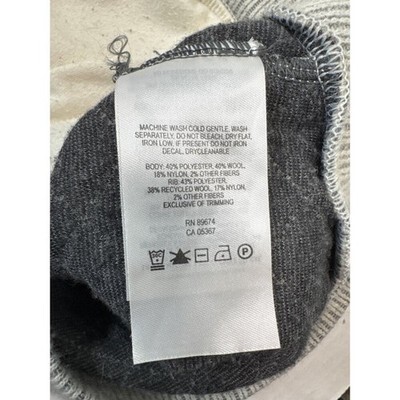 MACHINE WASH COLD GENTLE. WASH
SEPARATELY. DO NOT BLEACH. DRY FLAT,
IRON LOW. IF PRESENT DO NOT IRON
DECAL, DRYCLEANABLE
BODY: 40% POLYESTER, 40% WOOL,
18% NYLON, 2% OTHER FIBERS
RIB: 43% POLYESTER,
38% RECYCLED WOOL, 17% NYLON,
2% OTHER FIBERS
EXCLUSIVE OF TRIMMING
RN 89674
CA 05367
P